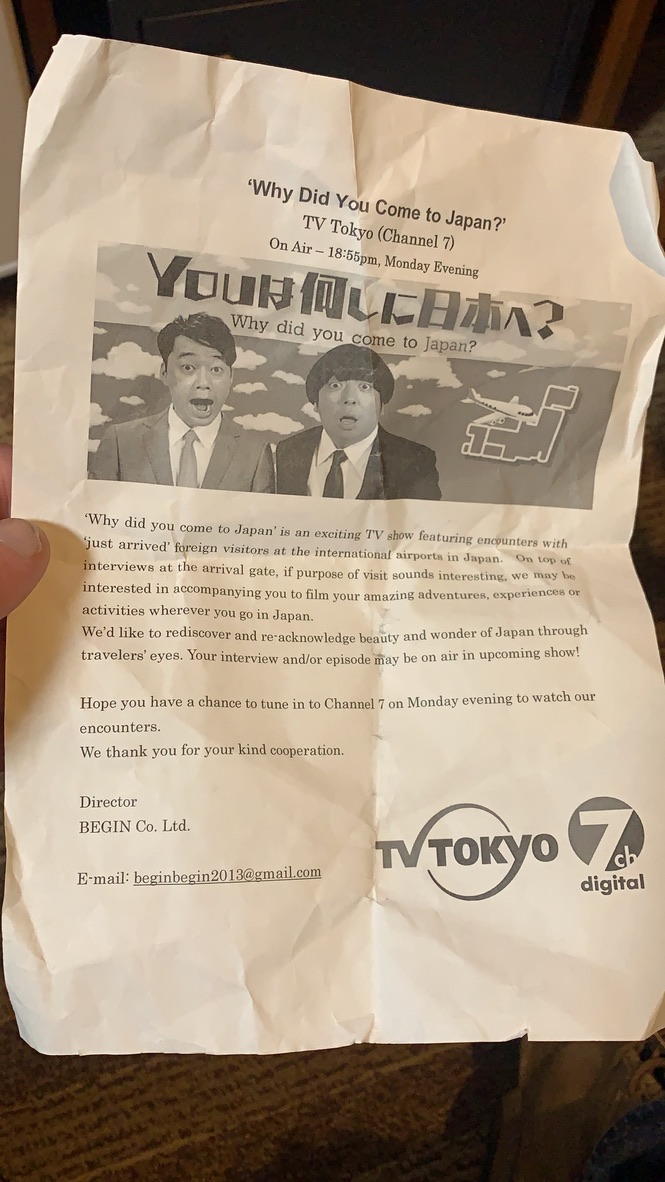 ‘Why Did You Come to Japan?’
TV Tokyo (Channel 7)
On Air – 18:55pm, Monday Evening
YOUは何しに日本へ?
Why did you come to Japan?
‘Why did you come to Japan’ is an exciting TV show featuring encounters with
‘just arrived’ foreign visitors at the international airports in Japan. On top of
interviews at the arrival gate, if purpose of visit sounds interesting, we may be
interested in accompanying you to film your amazing adventures, experiences or
activities wherever you go in Japan.
We’d like to rediscover and re-acknowledge beauty and wonder of Japan through
travelers’ eyes. Your interview and/or episode may be on air in upcoming show!
Hope you have a chance to tune in to Channel 7 on Monday evening to watch our
encounters.
We thank you for your kind cooperation.
Director
BEGIN Co. Ltd.
E-mail: beginbegin2013@gmail.com
TV TOKYO
7ch
digital